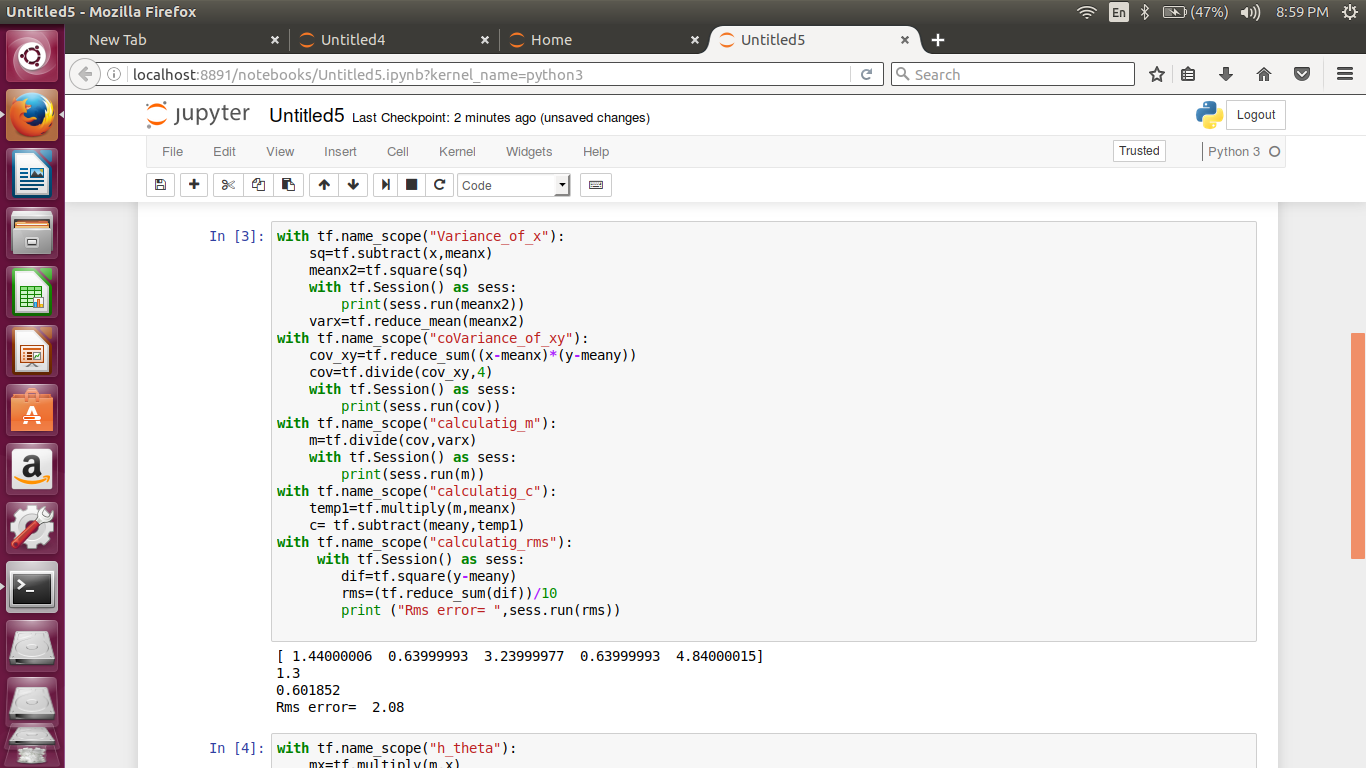 Untitled5 - Mozilla Firefox
En
(47%)
8:59 PM
New Tab
Untitled4
Home
Untitled5
localhost:8891/notebooks/Untitled5.ipynb?kernel_name=python3
Search
jupyter Untitled5 Last Checkpoint: 2 minutes ago (unsaved changes)
Logout
File Edit View Insert Cell Kernel Widgets Help
Trusted
Python 3
Code
In [3]:
with tf.name_scope("Variance_of_x"):
    sq=tf.subtract(x,meanx)
    meanx2=tf.square(sq)
    with tf.Session() as sess:
        print(sess.run(meanx2))
    varx=tf.reduce_mean(meanx2)
with tf.name_scope("coVariance_of_xy"):
    cov_xy=tf.reduce_sum((x-meanx)*(y-meany))
    cov=tf.divide(cov_xy,4)
    with tf.Session() as sess:
        print(sess.run(cov))
with tf.name_scope("calculatig_m"):
    m=tf.divide(cov,varx)
    with tf.Session() as sess:
        print(sess.run(m))
with tf.name_scope("calculatig_c"):
    temp1=tf.multiply(m,meanx)
    c= tf.subtract(meany,temp1)
with tf.name_scope("calculatig_rms"):
     with tf.Session() as sess:
        dif=tf.square(y-meany)
        rms=(tf.reduce_sum(dif))/10
        print ("Rms error= ",sess.run(rms))
[ 1.44000006  0.63999993  3.23999977  0.63999993  4.84000015]
1.3
0.601852
Rms error=  2.08
In [4]:
with tf.name_scope("h_theta"):
    mx=tf.multiply(m,x)